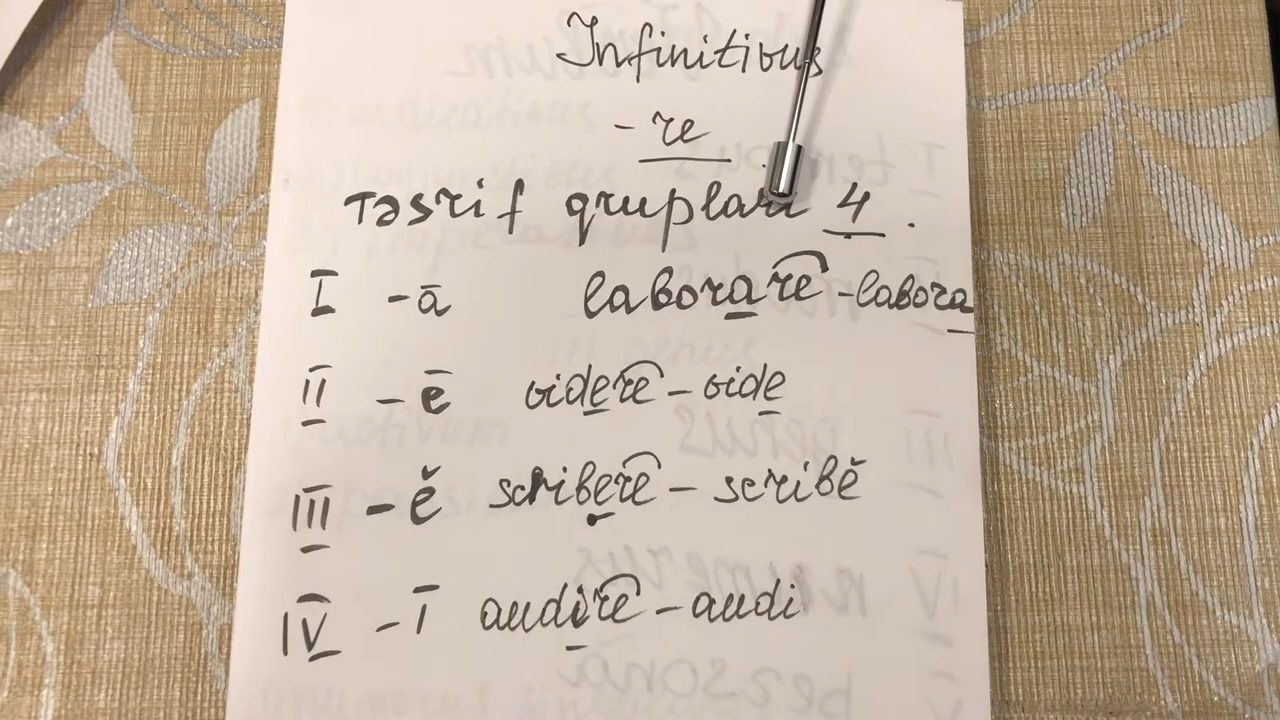 Infinitivus
- re
Təsrif qrupları 4.
I - ā laborare - labora
II - ē videre - vide
III - ĕ scribere - scribĕ
IV - ī audire - audi